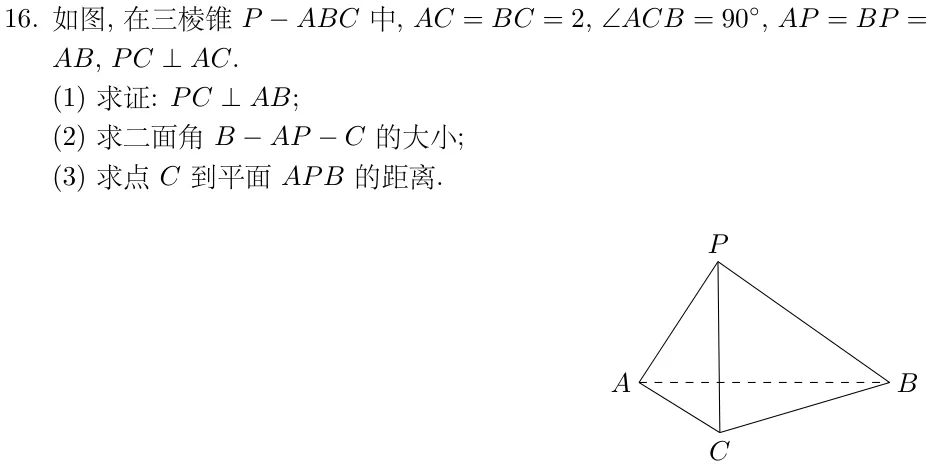 16. 如图, 在三棱锥 P − ABC 中, AC = BC = 2, ∠ACB = 90°, AP = BP =
AB, PC ⊥ AC.
(1) 求证: PC ⊥ AB;
(2) 求二面角 B − AP − C 的大小;
(3) 求点 C 到平面 APB 的距离.
P
A
B
C